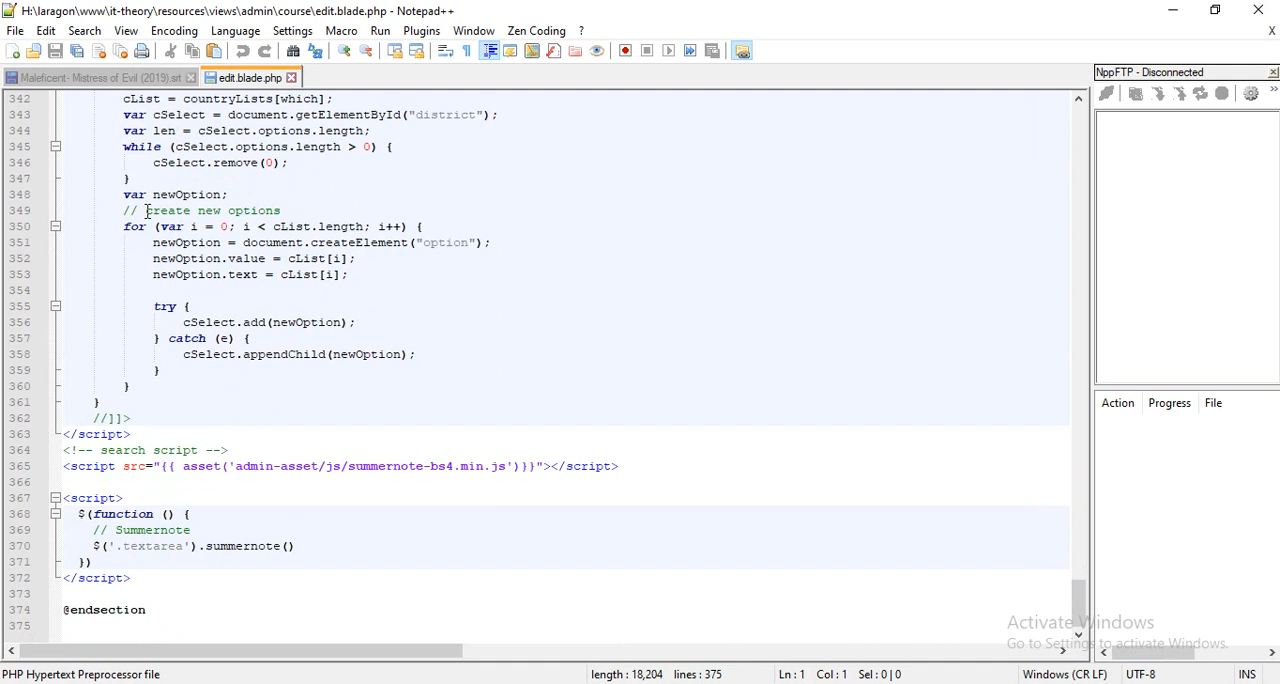 H:\laragon\www\it-theory\resources\views\admin\course\edit.blade.php - Notepad++
File Edit Search View Encoding Language Settings Macro Run Plugins Window Zen Coding ? X
Maleficent- Mistress of Evil (2019).srt edit.blade.php
NppFTP - Disconnected
342 cList = countryLists[which];
343 var cSelect = document.getElementById("district");
344 var len = cSelect.options.length;
345 while (cSelect.options.length > 0) {
346 cSelect.remove(0);
347 }
348 var newOption;
349 // create new options
350 for (var i = 0; i < cList.length; i++) {
351 newOption = document.createElement("option");
352 newOption.value = cList[i];
353 newOption.text = cList[i];
354
355 try {
356 cSelect.add(newOption);
357 } catch (e) {
358 cSelect.appendChild(newOption);
359 }
360 }
361 }
362 //]]>
363 </script>
364 <!-- search script -->
365 <script src="{{ asset('admin-asset/js/summernote-bs4.min.js')}}"></script>
366
367 <script>
368 $(function () {
369 // Summernote
370 $('.textarea').summernote()
371 })
372 </script>
373
374 @endsection
375
Action Progress File
Activate Windows
Go to Settings to activate Windows.
PHP Hypertext Preprocessor file length : 18,204 lines : 375 Ln : 1 Col : 1 Sel : 0 | 0 Windows (CR LF) UTF-8 INS